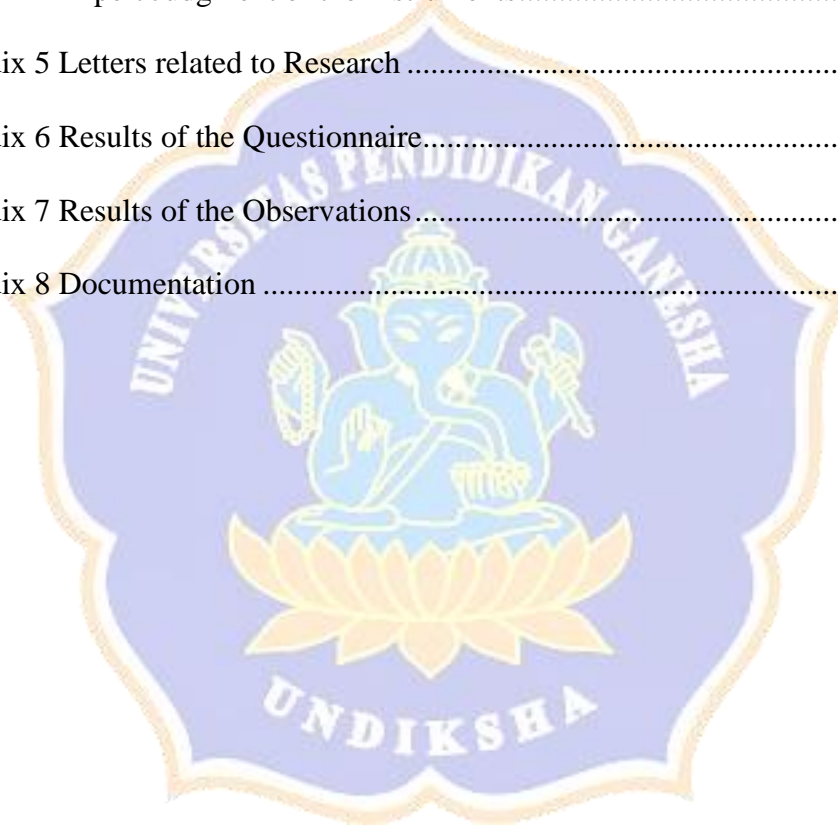 ix 5 Letters related to Research ..............................................
ix 6 Results of the Questionnaire............................................
ix 7 Results of the Observations .............................................
ix 8 Documentation .............................................................
UNIVERSITAS PENDIDIKAN GANESHA
UNDIKSHA